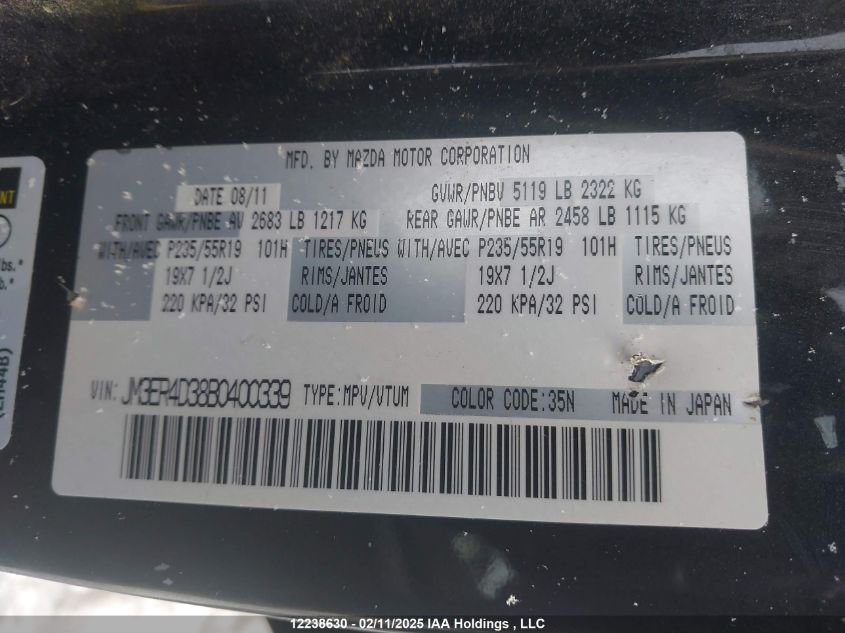 MFD. BY MAZDA MOTOR CORPORATION
DATE 08/11 GVWR/PNBV 5119 LB 2322 KG
FRONT GAWR/PNBE AV 2683 LB 1217 KG REAR GAWR/PNBE AR 2458 LB 1115 KG
WITH/AVEC P235/55R19 101H TIRES/PNEUS WITH/AVEC P235/55R19 101H TIRES/PNEUS
19X7 1/2J RIMS/JANTES 19X7 1/2J RIMS/JANTES
220 KPA/32 PSI COLD/A FROID 220 KPA/32 PSI COLD/A FROID
VIN: JM3ER4D38B0400339 TYPE:MPV/VTUM COLOR CODE:35N MADE IN JAPAN
12238630 - 02/11/2025 IAA Holdings , LLC